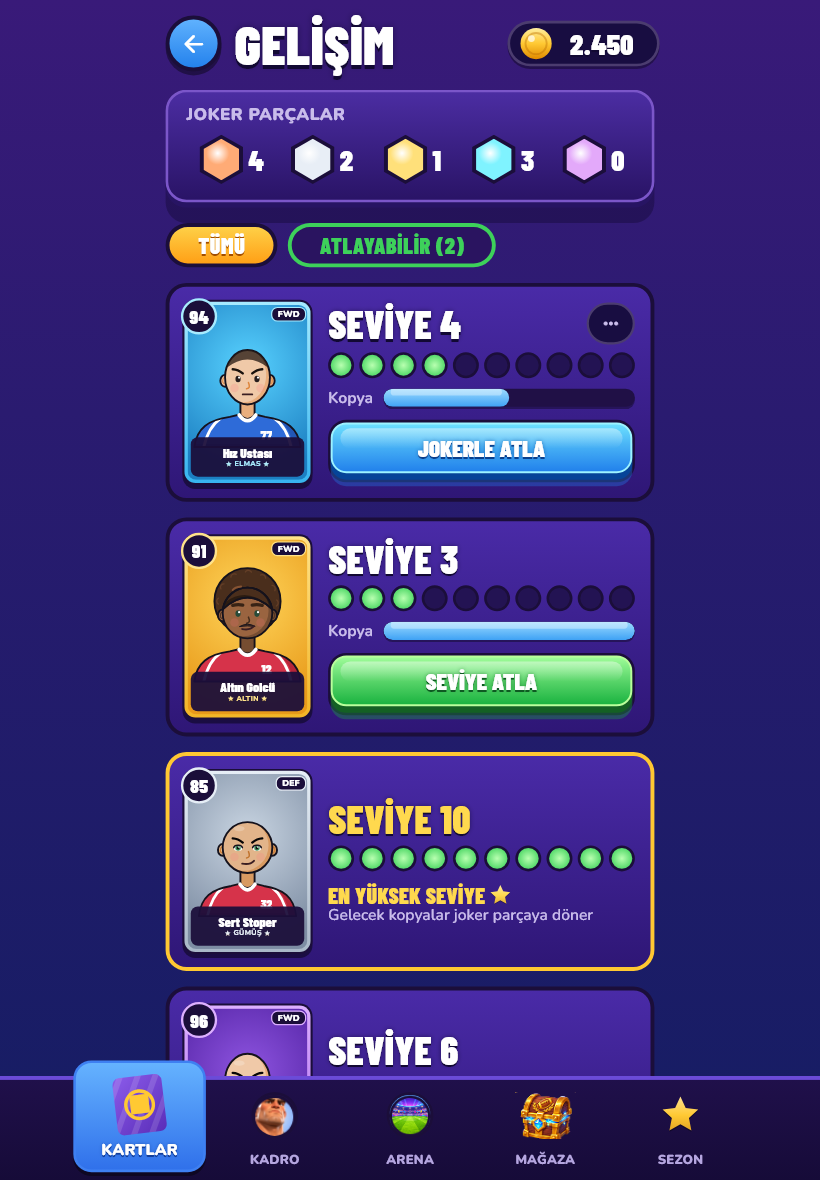 GELİŞİM
2.450
JOKER PARÇALAR
4 2 1 3 0
TÜMÜ ATLAYABİLİR (2)
94 FWD
77
Hız Ustası
★ ELMAS ★
SEVİYE 4
Kopya
JOKERLE ATLA
91 FWD
12
Altın Golcü
★ ALTIN ★
SEVİYE 3
Kopya
SEVİYE ATLA
85 DEF
32
Sert Stoper
★ GÜMÜŞ ★
SEVİYE 10
EN YÜKSEK SEVİYE
Gelecek kopyalar joker parçaya döner
96 FWD
SEVİYE 6
KARTLAR KADRO ARENA MAĞAZA SEZON